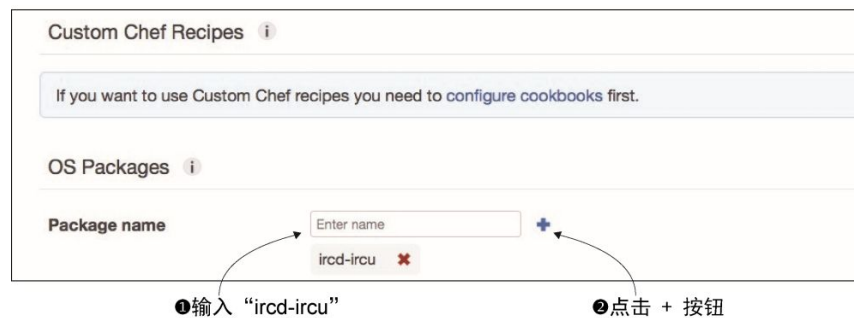 Custom Chef Recipes i
If you want to use Custom Chef recipes you need to configure cookbooks first.
OS Packages i
Package name
Enter name
ircd-ircu
❶输入 “ircd-ircu”
❷点击 + 按钮